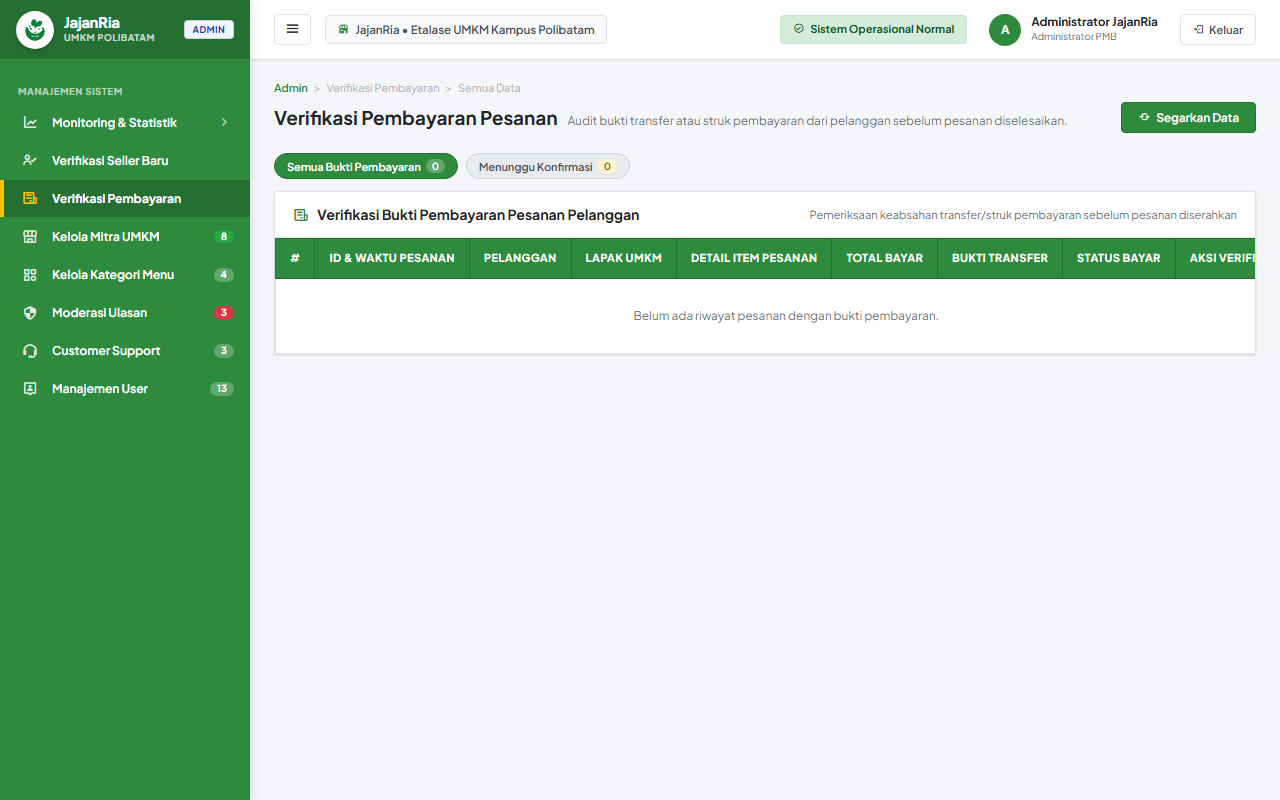 JajanRia
UMKM POLIBATAM
ADMIN
JajanRia • Etalase UMKM Kampus Polibatam
Sistem Operasional Normal
A
Administrator JajanRia
Administrator PMB
Keluar
MANAJEMEN SISTEM
Monitoring & Statistik
Verifikasi Seller Baru
Verifikasi Pembayaran
Kelola Mitra UMKM 8
Kelola Kategori Menu 4
Moderasi Ulasan 3
Customer Support 3
Manajemen User 13
Admin > Verifikasi Pembayaran > Semua Data
Verifikasi Pembayaran Pesanan Audit bukti transfer atau struk pembayaran dari pelanggan sebelum pesanan diselesaikan.
Segarkan Data
Semua Bukti Pembayaran 0
Menunggu Konfirmasi 0
Verifikasi Bukti Pembayaran Pesanan Pelanggan
Pemeriksaan keabsahan transfer/struk pembayaran sebelum pesanan diserahkan
# ID & WAKTU PESANAN PELANGGAN LAPAK UMKM DETAIL ITEM PESANAN TOTAL BAYAR BUKTI TRANSFER STATUS BAYAR AKSI VERIFI
Belum ada riwayat pesanan dengan bukti pembayaran.